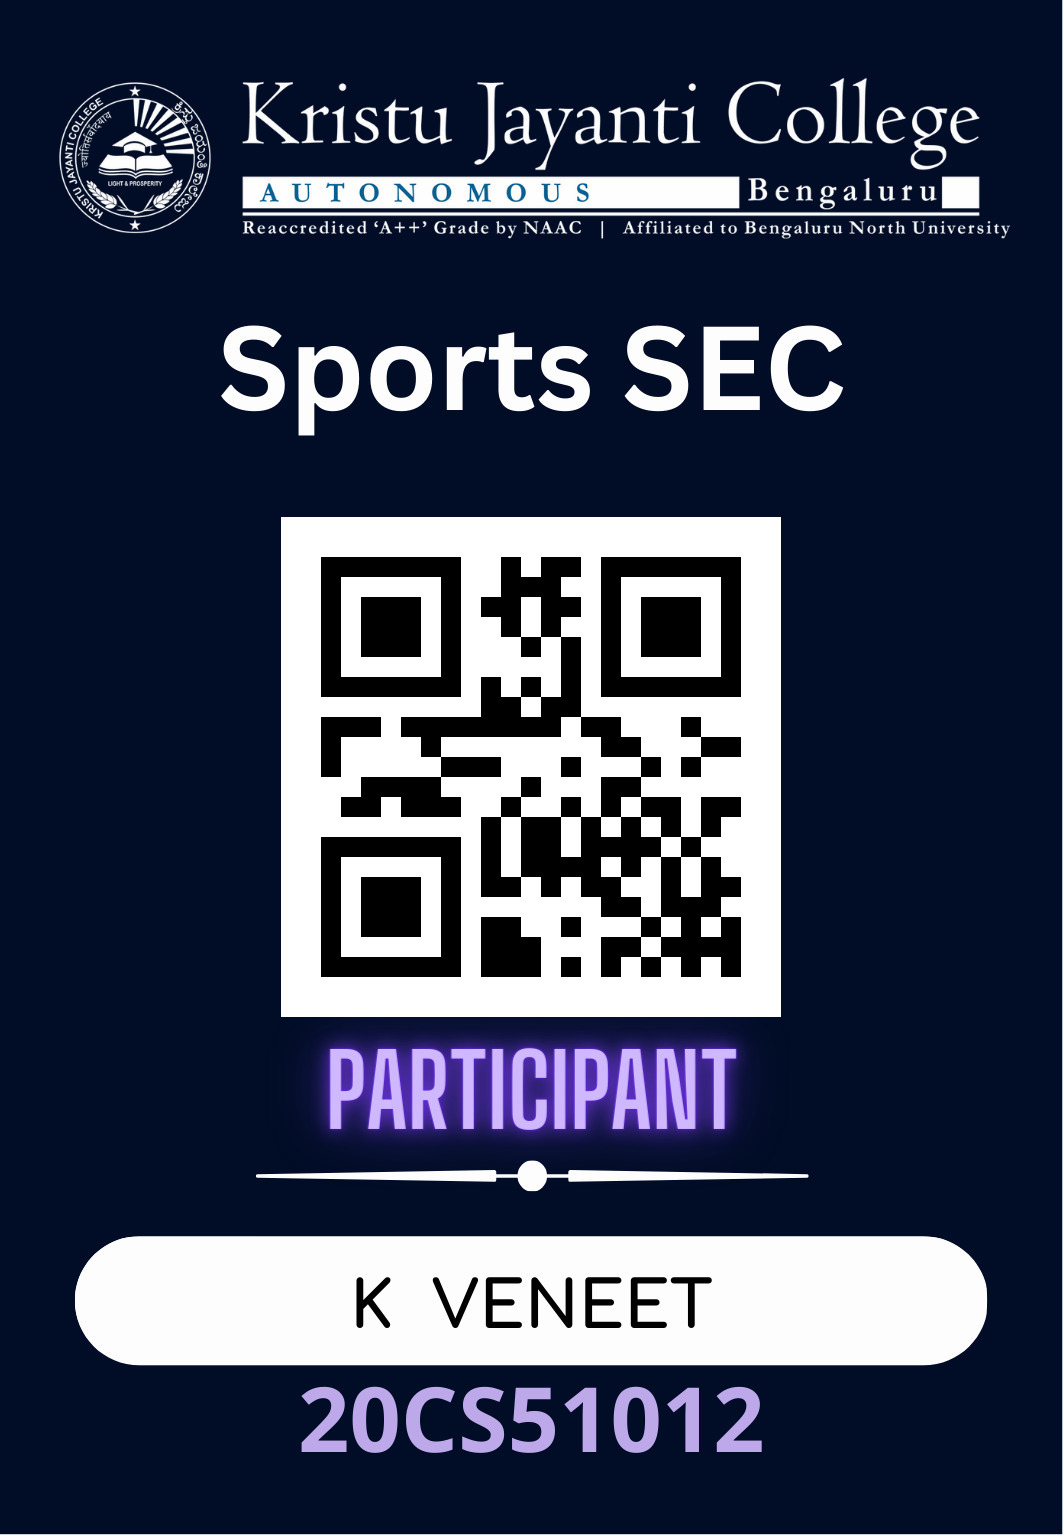 KRISTU JAYANTI COLLEGE
ಕ್ರಿಸ್ತು ಜಯಂತಿ ಕಾಲೇಜು
LIGHT & PROSPERITY
Kristu Jayanti College
AUTONOMOUS Bengaluru
Reaccredited ‘A++’ Grade by NAAC | Affiliated to Bengaluru North University
Sports SEC
PARTICIPANT
K VENEET
20CS51012